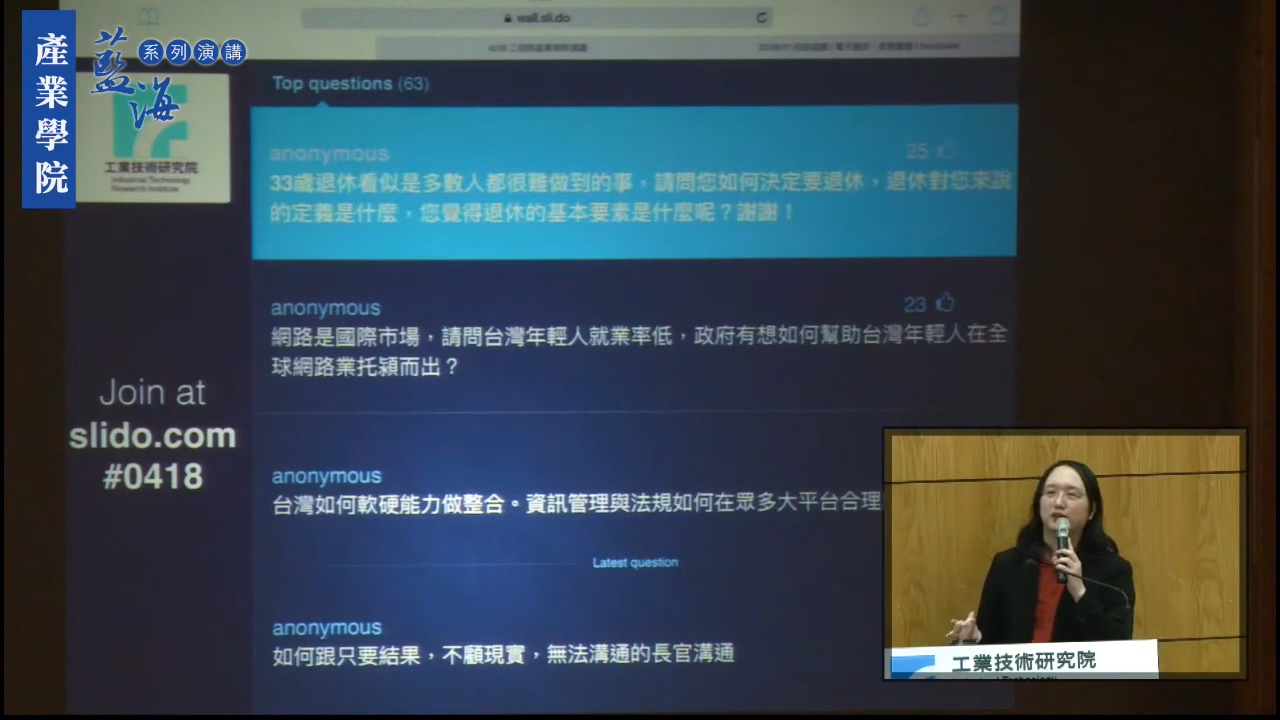 產業學院
藍海
系列演講
wall.sli.do
工業技術研究院
Industrial Technology
Research Institute
Top questions (63)
anonymous
25
33歲退休看似是多數人都很難做到的事，請問您如何決定要退休，退休對您來說
的定義是什麼，您覺得退休的基本要素是什麼呢？謝謝！
anonymous
23
網路是國際市場，請問台灣年輕人就業率低，政府有想如何幫助台灣年輕人在全
球網路業托穎而出？
anonymous
台灣如何軟硬能力做整合。資訊管理與法規如何在眾多大平台合理
Latest question
anonymous
如何跟只要結果，不顧現實，無法溝通的長官溝通
Join at
slido.com
#0418
工業技術研究院